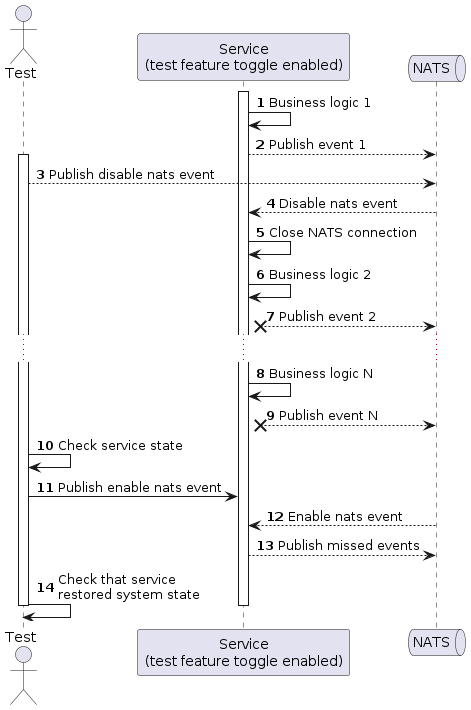 Test
Service
(test feature toggle enabled)
NATS
1 Business logic 1
2 Publish event 1
3 Publish disable nats event
4 Disable nats event
5 Close NATS connection
6 Business logic 2
7 Publish event 2
8 Business logic N
9 Publish event N
10 Check service state
11 Publish enable nats event
12 Enable nats event
13 Publish missed events
14 Check that service
restored system state
Test
Service
(test feature toggle enabled)
NATS